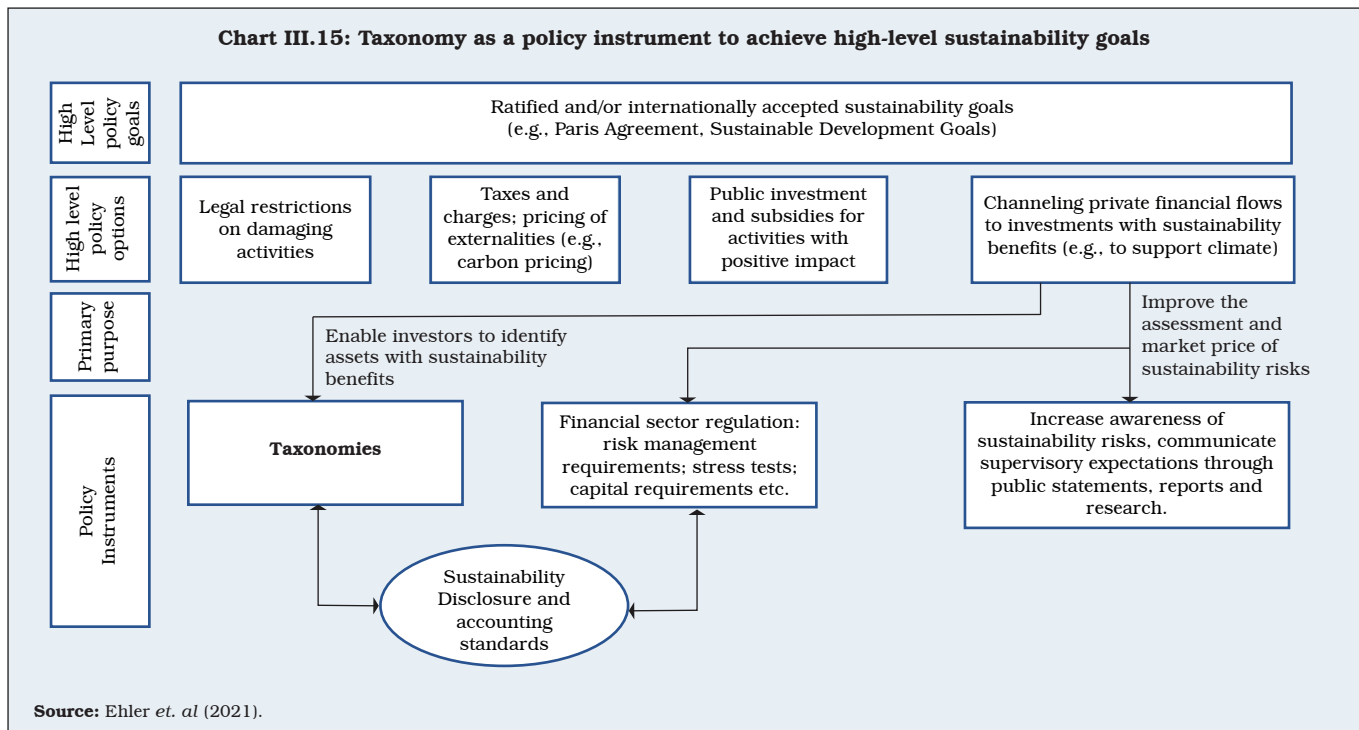 Chart III.15: Taxonomy as a policy instrument to achieve high-level sustainability goals
High
Level
policy
goals
Ratified and/or internationally accepted sustainability goals
(e.g., Paris Agreement, Sustainable Development Goals)
High level
policy
options
Legal restrictions
on damaging
activities
Taxes and
charges; pricing of
externalities (e.g.,
carbon pricing)
Public investment
and subsidies for
activities with
positive impact
Channeling private financial flows
to investments with sustainability
benefits (e.g., to support climate)
Primary
purpose
Enable investors to identify
assets with sustainability
benefits
Improve the
assessment and
market price of
sustainability risks
Policy
Instruments
Taxonomies
Financial sector regulation:
risk management
requirements; stress tests;
capital requirements etc.
Increase awareness of
sustainability risks, communicate
supervisory expectations through
public statements, reports and
research.
Sustainability
Disclosure and
accounting
standards
Source: Ehler et. al (2021).